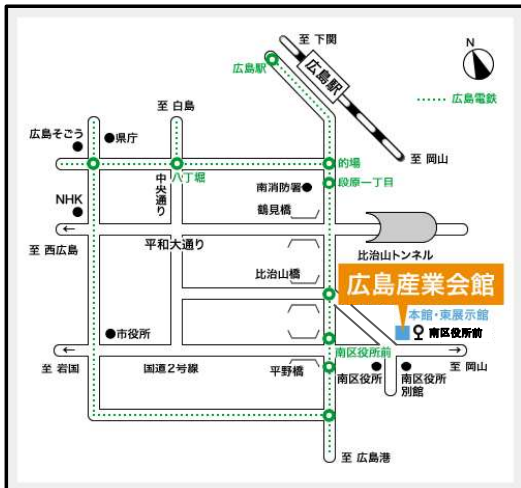 至 下関
N
広島駅
広島駅
広島電鉄
至 白島
広島そごう
県庁
至 岡山
八丁堀
的場
中央通り
南消防署
段原一丁目
NHK
鶴見橋
平和大通り
至 西広島
比治山トンネル
比治山橋
広島産業会館
本館・東展示館
南区役所前
市役所
南区役所前
至 岩国
国道2号線
平野橋
南区役所
南区役所
別館
至 岡山
至 広島港